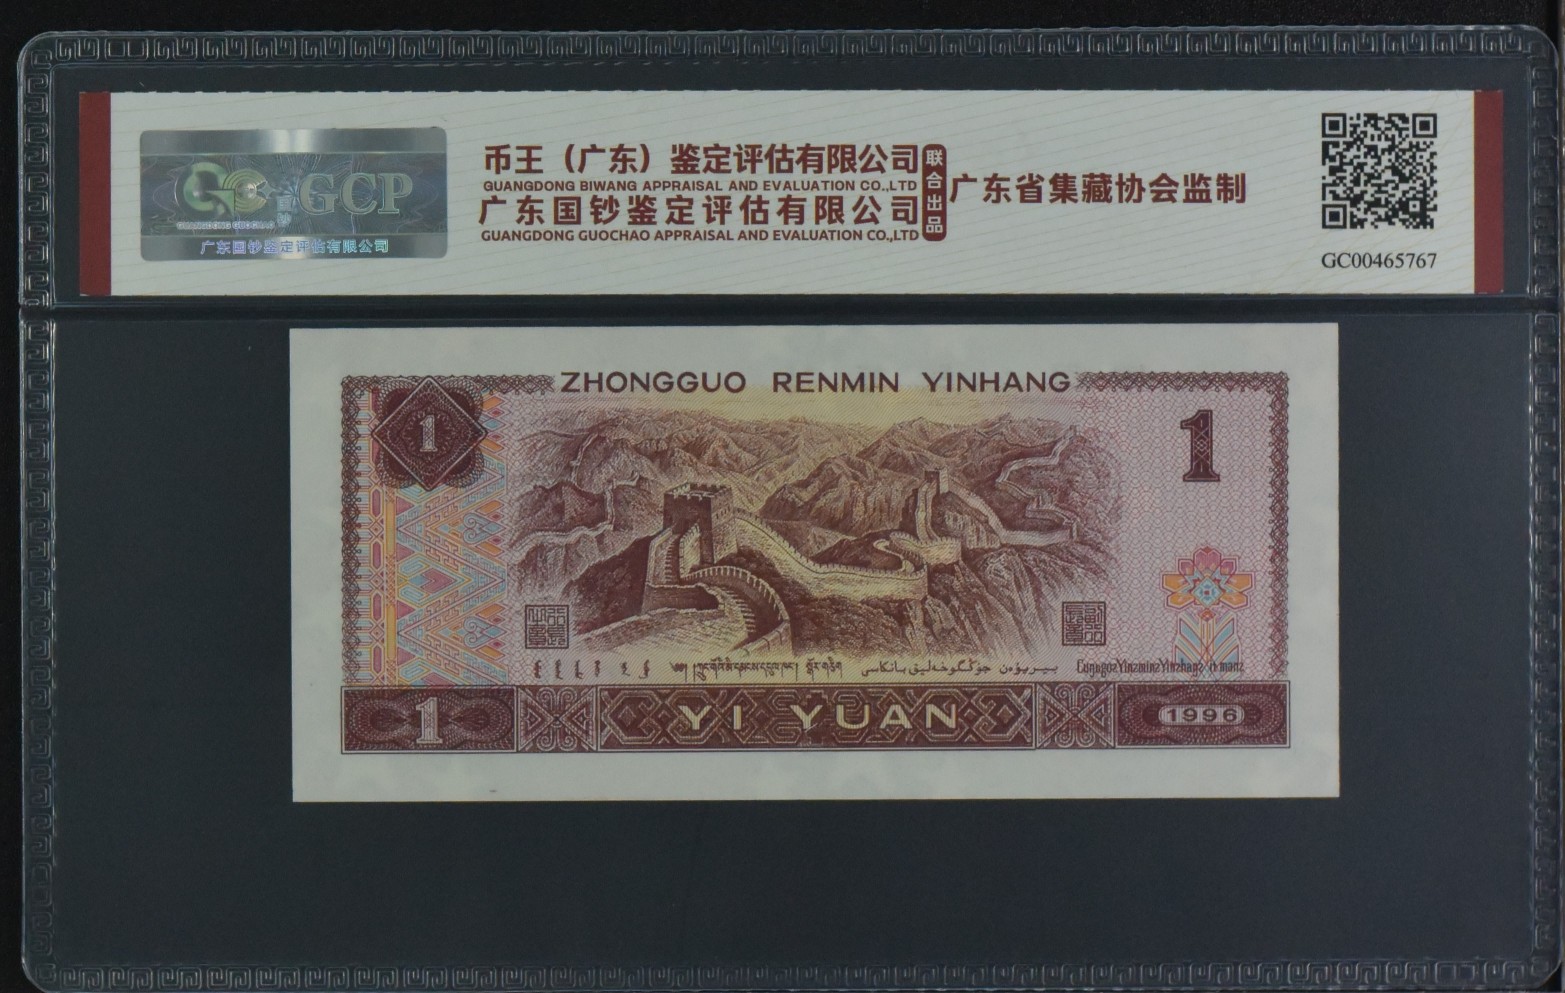 GCP
广东国钞鉴定评估有限公司
币王（广东）鉴定评估有限公司
GUANGDONG BIWANG APPRAISAL AND EVALUATION CO.,LTD
广东国钞鉴定评估有限公司
GUANGDONG GUOCHAO APPRAISAL AND EVALUATION CO.,LTD
联合出品
广东省集藏协会监制
GC00465767
ZHONGGUO RENMIN YINHANG
1
1
1
YI YUAN
1996